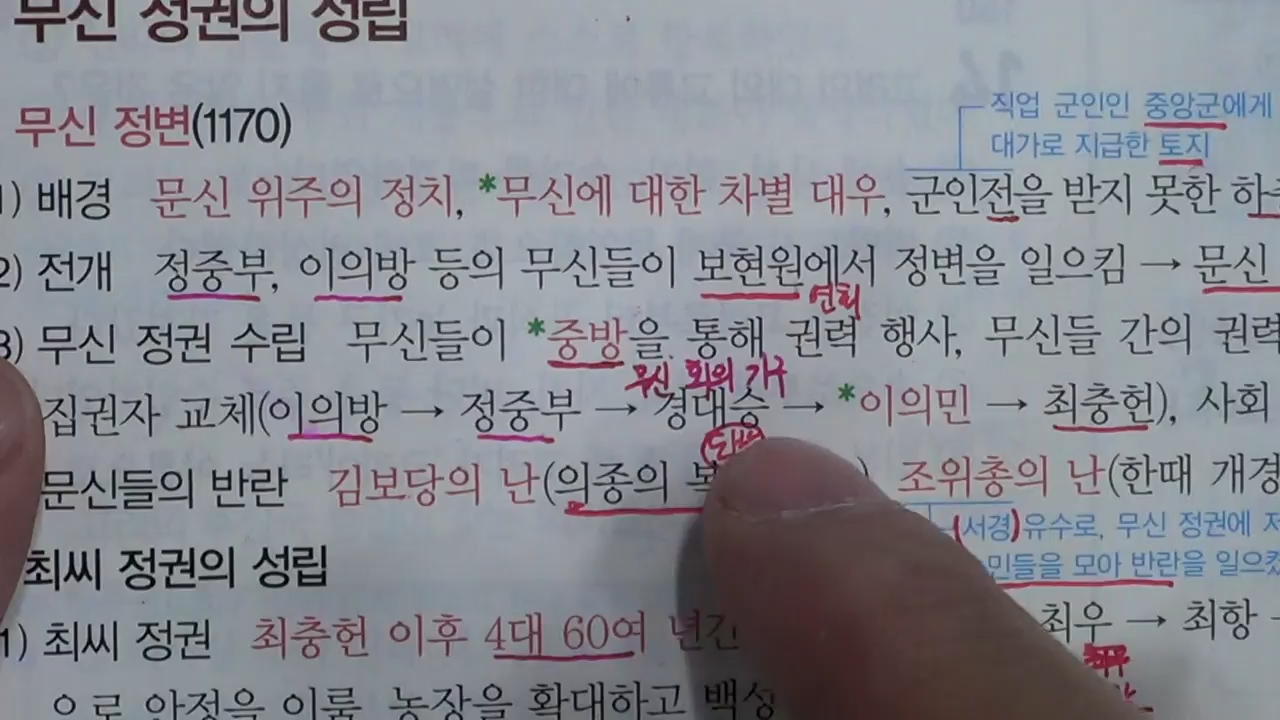 무신 정권의 성립
무신 정변(1170)
직업 군인인 중앙군에게
대가로 지급한 토지
1) 배경 문신 위주의 정치, *무신에 대한 차별 대우, 군인전을 받지 못한
2) 전개 정중부, 이의방 등의 무신들이 보현원에서 정변을 일으킴 → 문신
연회
3) 무신 정권 수립 무신들이 *중방을 통해 권력 행사, 무신들 간의 권력
무신 회의 기구
집권자 교체(이의방 → 정중부 → 경대승 → *이의민 → 최충헌), 사회
문신들의 반란 김보당의 난(의종의 조위총의 난(한때 개경
(서경)유수로, 무신 정권에
민들을 모아 반란을 일으켰
최씨 정권의 성립
1) 최씨 정권 최충헌 이후 4대 60여 년간 최우 → 최항
으로 안정을 이룸 농장을 확대하고 백성